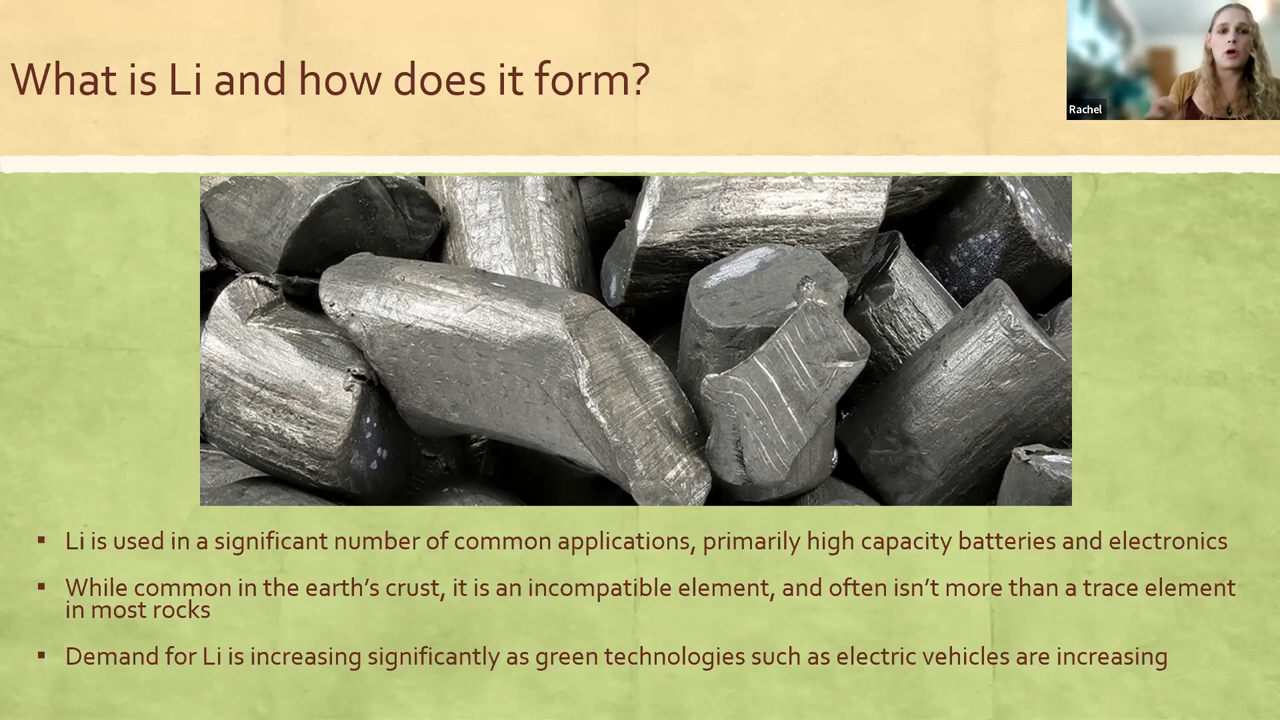 What is Li and how does it form?
Rachel
▪ Li is used in a significant number of common applications, primarily high capacity batteries and electronics
▪ While common in the earth’s crust, it is an incompatible element, and often isn’t more than a trace element
in most rocks
▪ Demand for Li is increasing significantly as green technologies such as electric vehicles are increasing